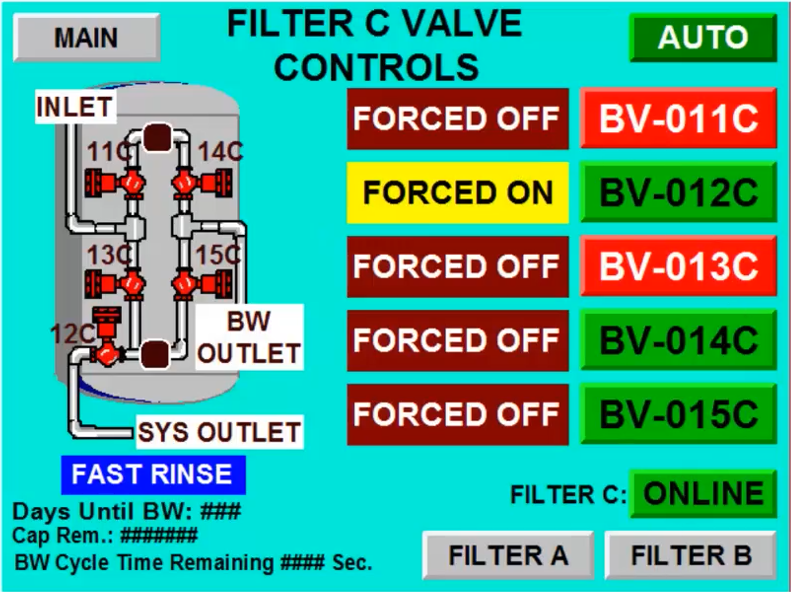 MAIN
FILTER C VALVE
CONTROLS
AUTO
INLET
11C
14C
13C
15C
12C
BW
OUTLET
SYS OUTLET
FORCED OFF
BV-011C
FORCED ON
BV-012C
FORCED OFF
BV-013C
FORCED OFF
BV-014C
FORCED OFF
BV-015C
FAST RINSE
Days Until BW: ###
Cap Rem.: #######
BW Cycle Time Remaining #### Sec.
FILTER C: ONLINE
FILTER A
FILTER B